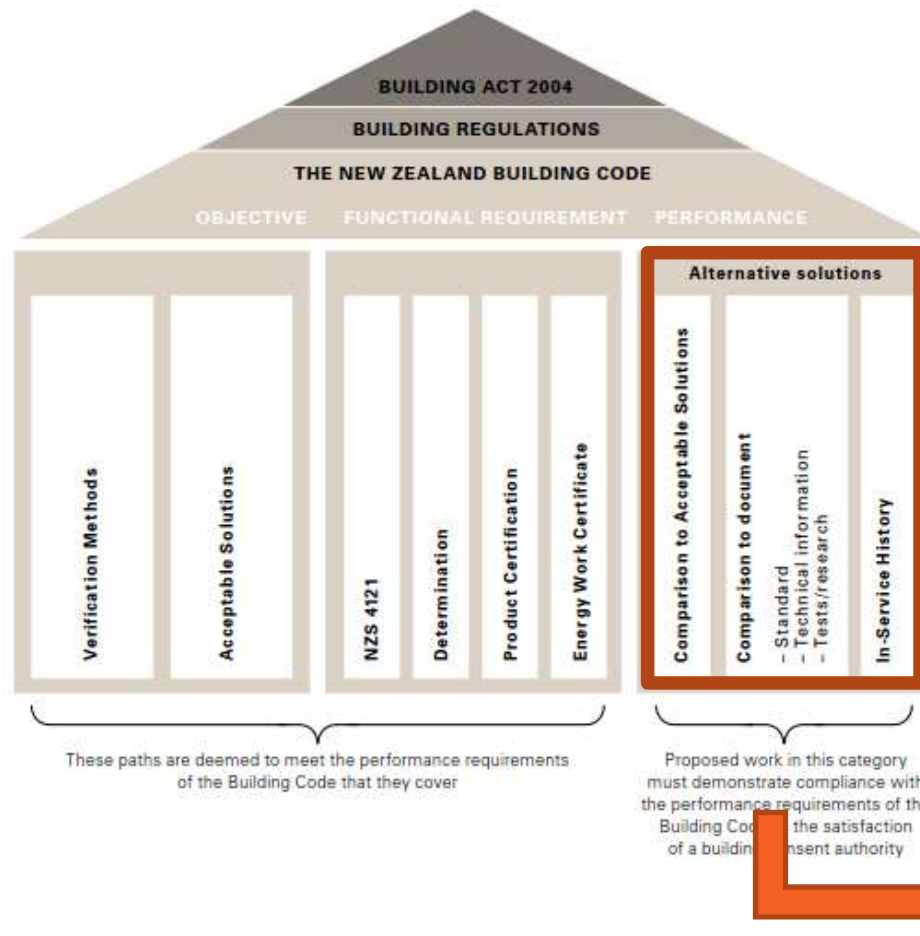 BUILDING ACT 2004
BUILDING REGULATIONS
THE NEW ZEALAND BUILDING CODE
OBJECTIVE FUNCTIONAL REQUIREMENT PERFORMANCE
Verification Methods
Acceptable Solutions
NZS 4121
Determination
Product Certification
Energy Work Certificate
Alternative solutions
Comparison to Acceptable Solutions
Comparison to document
– Standard
– Technical information
– Tests/research
In-Service History
These paths are deemed to meet the performance requirements
of the Building Code that they cover
Proposed work in this category
must demonstrate compliance with
the performance requirements of
Building the satisfaction
of a authority